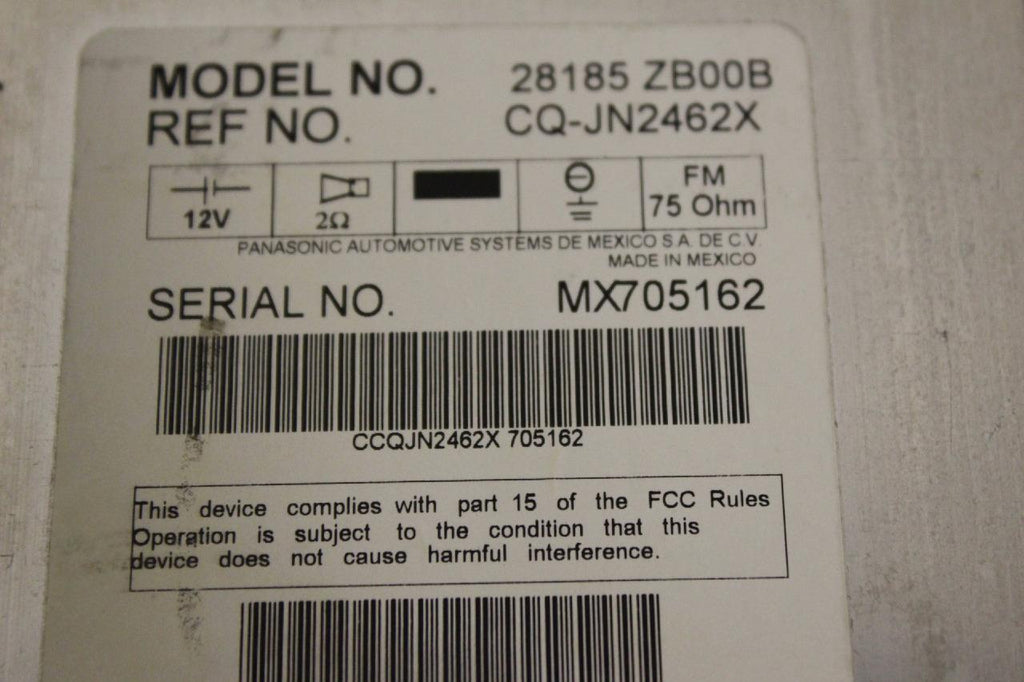 MODEL NO. 28185 ZB00B
REF NO. CQ-JN2462X
12V 2Ω FM 75 Ohm
PANASONIC AUTOMOTIVE SYSTEMS DE MEXICO S A. DE C.V.
MADE IN MEXICO
SERIAL NO. MX705162
CCQJN2462X 705162
This device complies with part 15 of the FCC Rules
Operation is subject to the condition that this
device does not cause harmful interference.